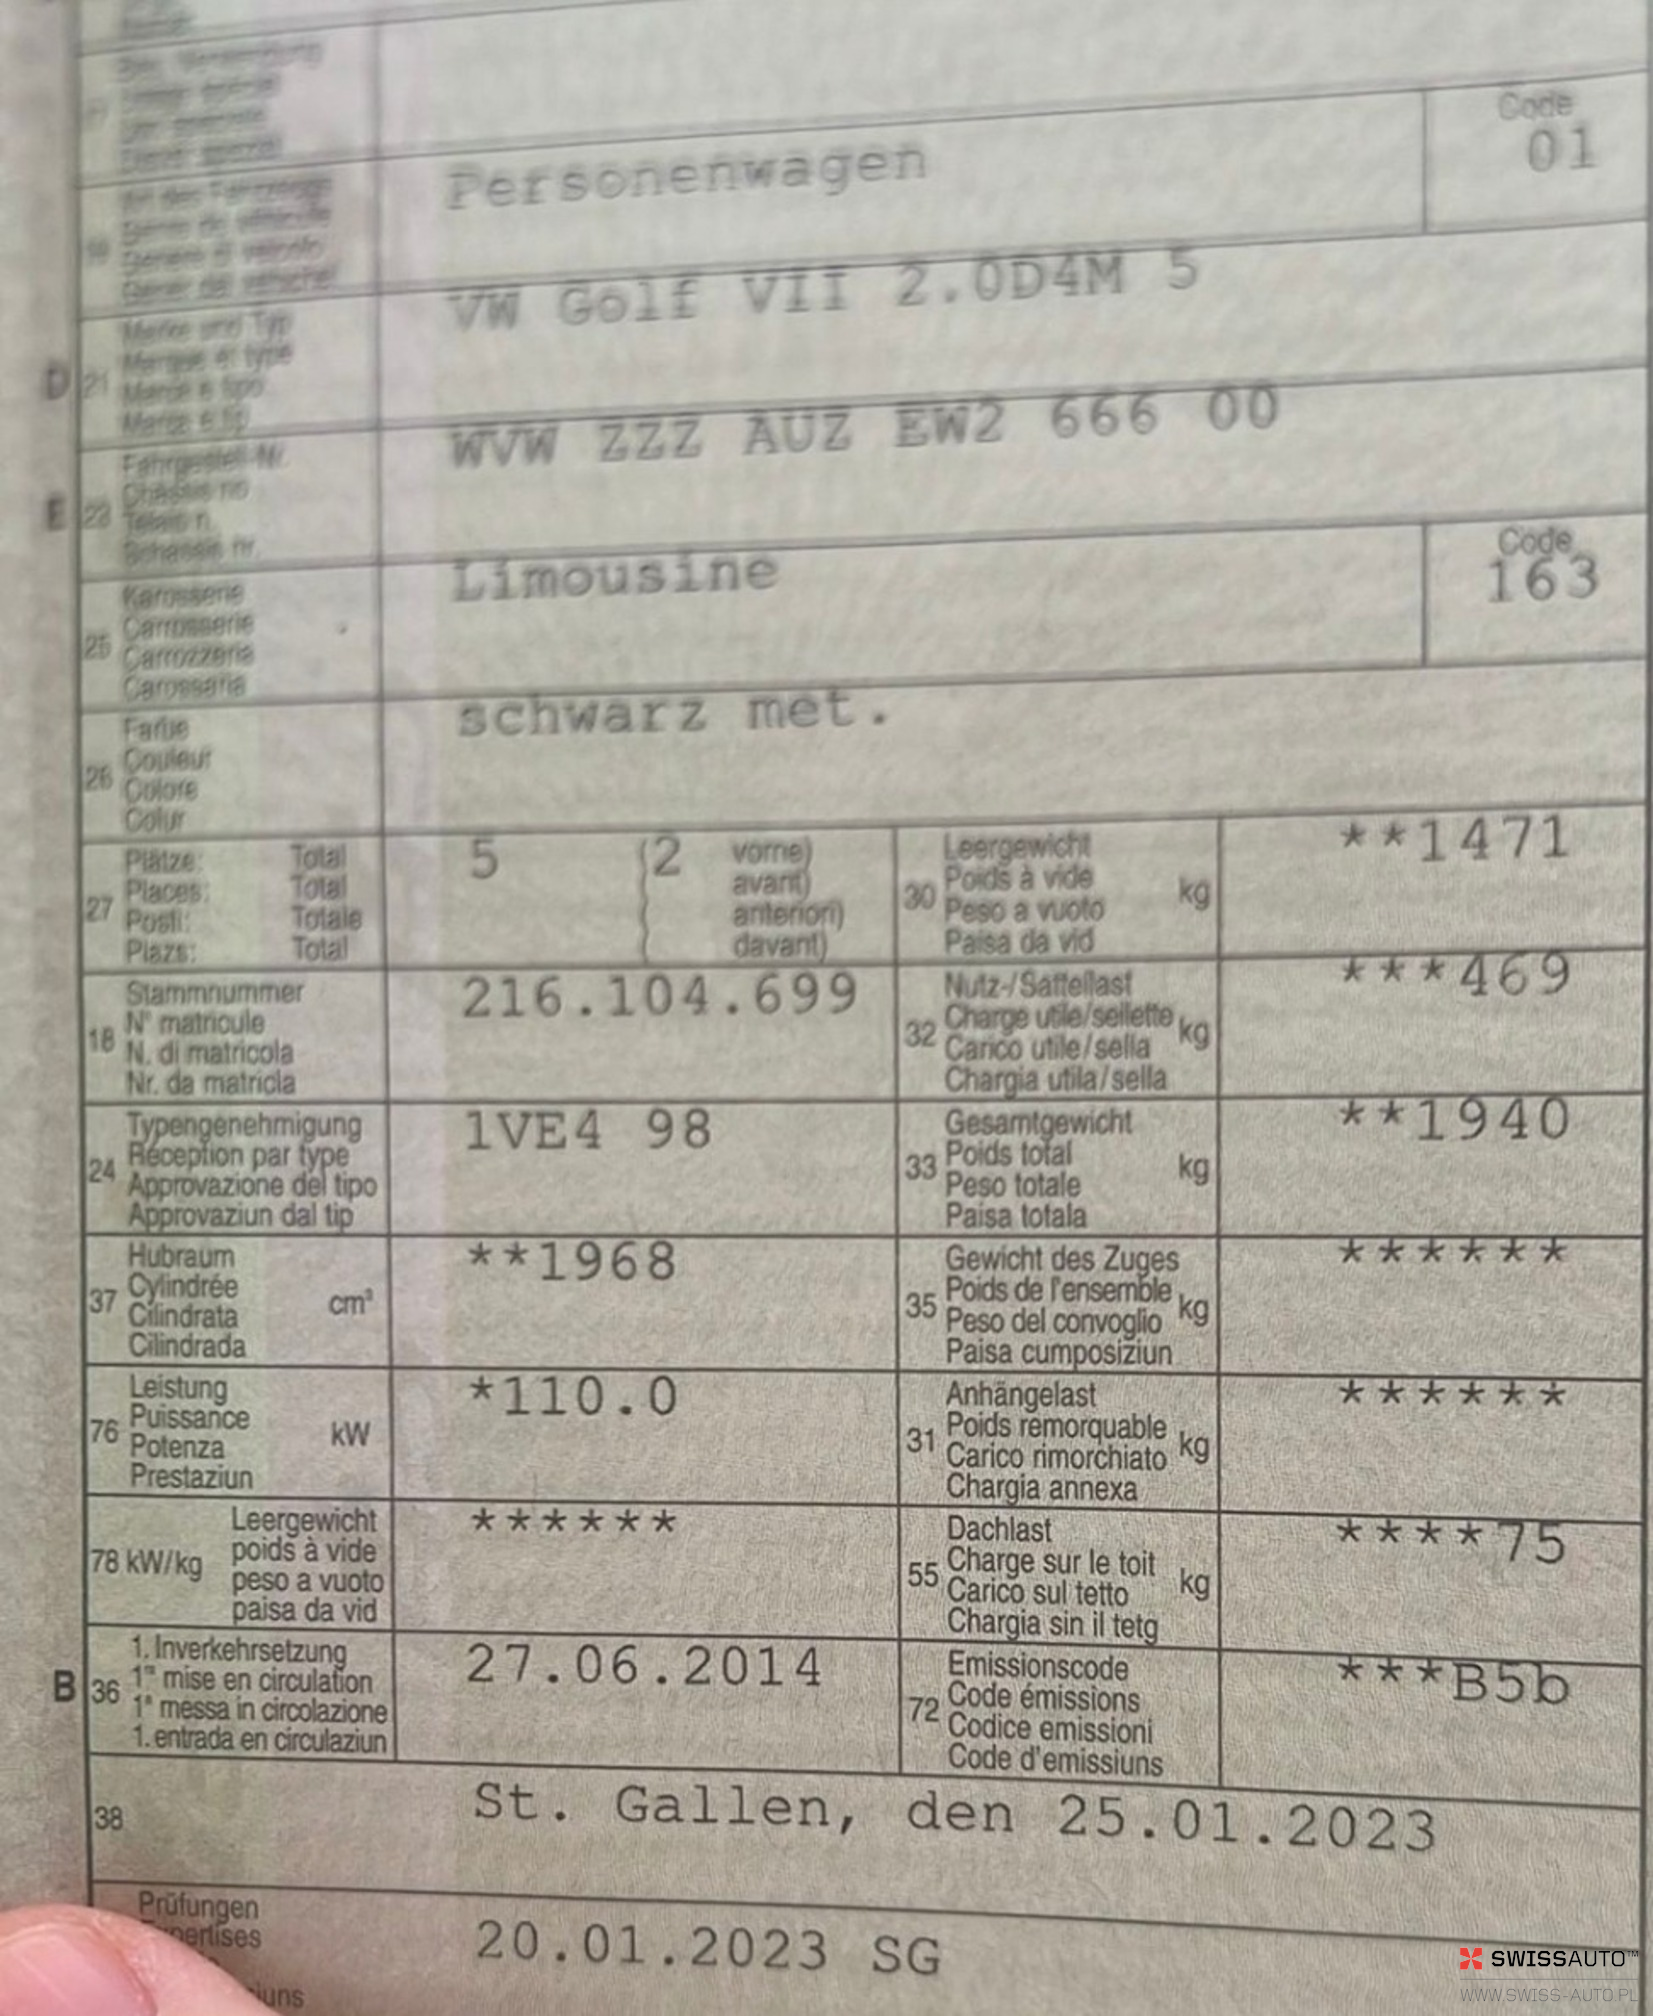 Code
Personenwagen 01
Marke und Typ
VW Golf VII 2.0D4M 5
Marque et type
D 21 Marca e tipo
Marca e tip
Fahrgestell-Nr.
WVW ZZZ AUZ EW2 666 00
Châssis no
E 23 Telaio n.
Schassis nr.
Karosserie
Limousine
Code
163
Carrosserie
25 Carrozzeria
Carossaria
Farbe
schwarz met.
Couleur
26 Colore
Colur
Plätze: Total 5 (2 vorne)
Places: Total avant)
27 Posti: Totale anteriori)
Plazs: Total davant)
Leergewicht **1471
Poids à vide
30 Peso a vuoto kg
Paisa da vid
Stammnummer 216.104.699
N° matricule
18 N. di matricola
Nr. da matricla
Nutz-/Sattellast ***469
Charge utile/sellette
32 Carico utile/sella kg
Chargia utila/sella
Typengenehmigung 1VE4 98
Réception par type
24 Approvazione del tipo
Approvaziun dal tip
Gesamtgewicht **1940
33 Poids total kg
Peso totale
Paisa totala
Hubraum **1968
Cylindrée
37 Cilindrata cm³
Cilindrada
Gewicht des Zuges ******
Poids de l'ensemble
35 Peso del convoglio kg
Paisa cumposiziun
Leistung *110.0
Puissance
76 Potenza kW
Prestaziun
Anhängelast ******
Poids remorquable
31 Carico rimorchiato kg
Chargia annexa
Leergewicht ******
poids à vide
78 kW/kg
peso a vuoto
paisa da vid
Dachlast ****75
Charge sur le toit
55 Carico sul tetto kg
Chargia sin il tetg
1. Inverkehrsetzung 27.06.2014
1re mise en circulation
B 36 1a messa in circolazione
1. entrada en circulaziun
Emissionscode ***B5b
Code émissions
72 Codice emissioni
Code d'emissiuns
38 St. Gallen, den 25.01.2023
Prüfungen
20.01.2023 SG
SWISSAUTO™
WWW.SWISS-AUTO.PL